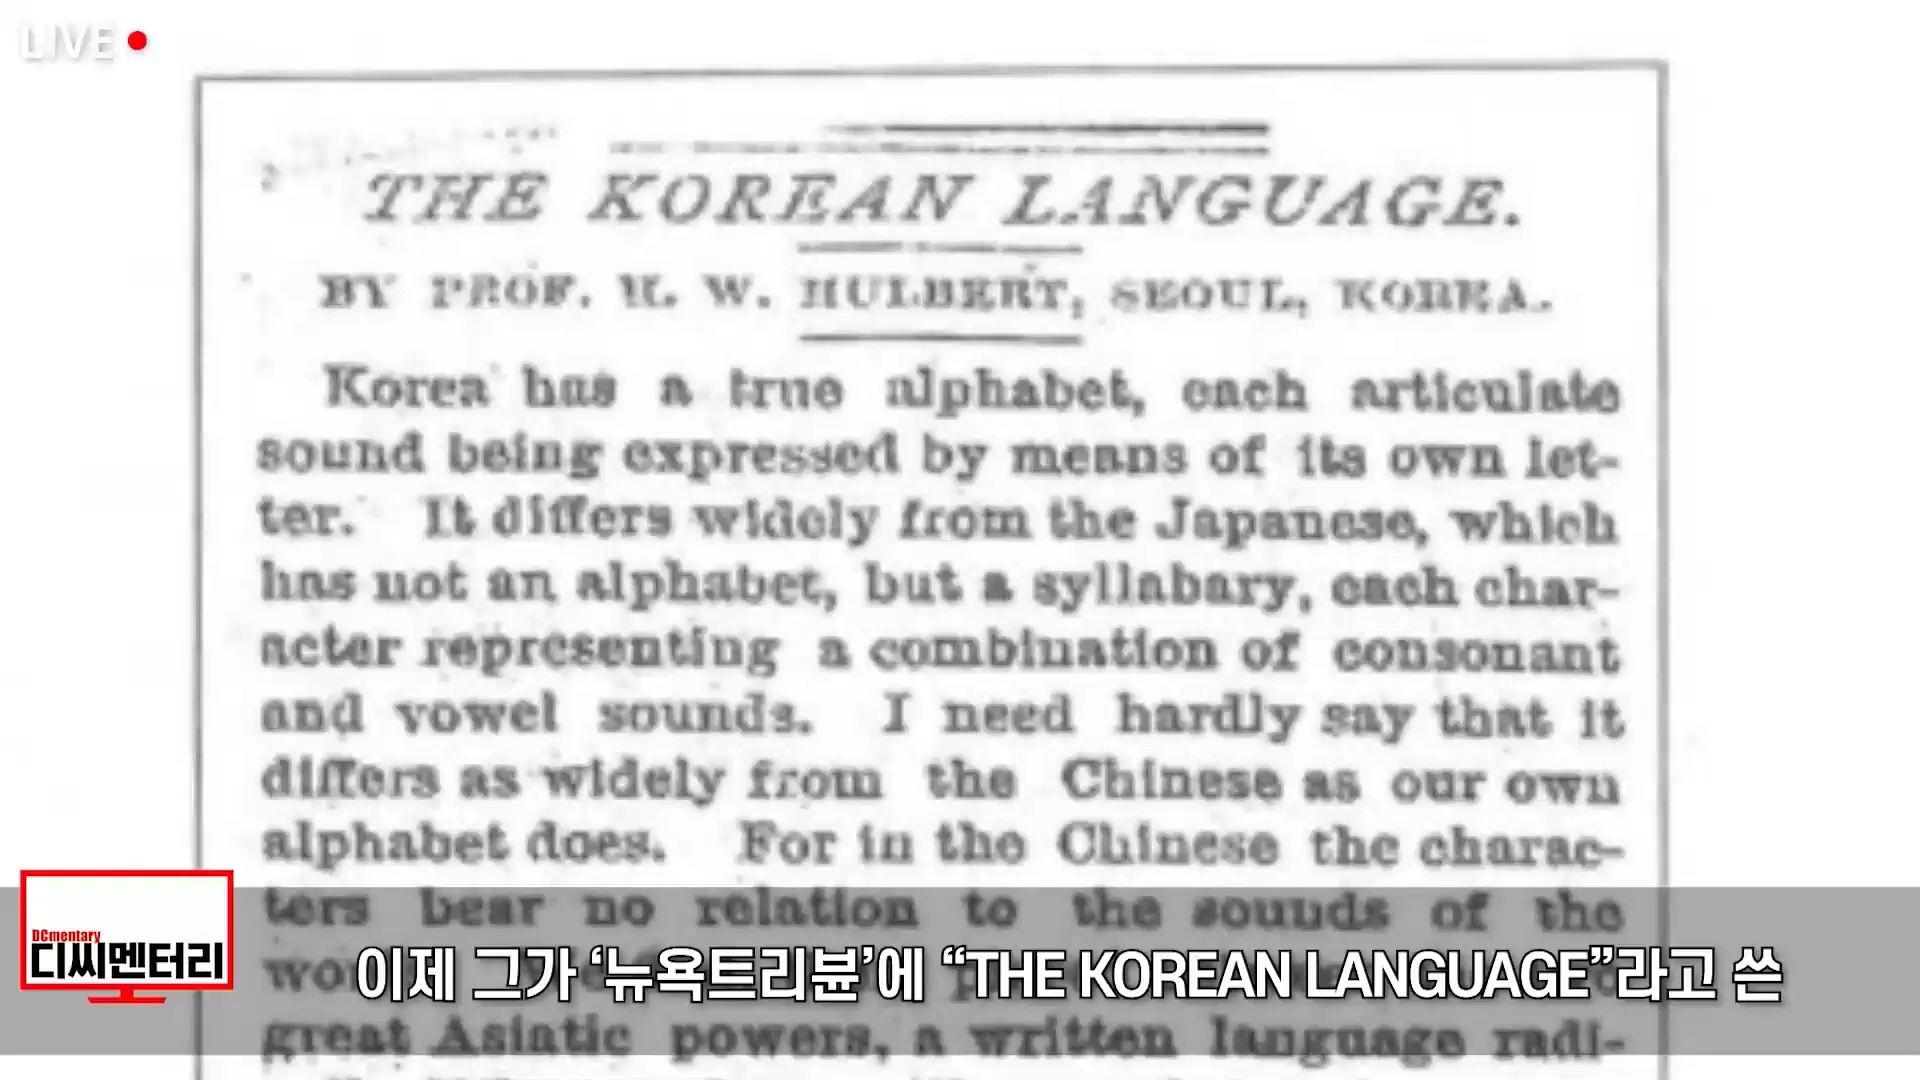 LIVE
THE KOREAN LANGUAGE.
BY PROF. H. W. HULBERT, SEOUL, KOREA.
Korea has a true alphabet, each articulate
sound being expressed by means of its own let-
ter. It differs widely from the Japanese, which
has not an alphabet, but a syllabary, each char-
acter representing a combination of consonant
and vowel sounds. I need hardly say that it
differs as widely from the Chinese as our own
alphabet does. For in the Chinese the charac-
ters bear no relation to the sounds of the
DCmentary
디씨멘터리
이제 그가 ‘뉴욕트리뷴’에 “THE KOREAN LANGUAGE”라고 쓴
great Asiatic powers, a written language radi-